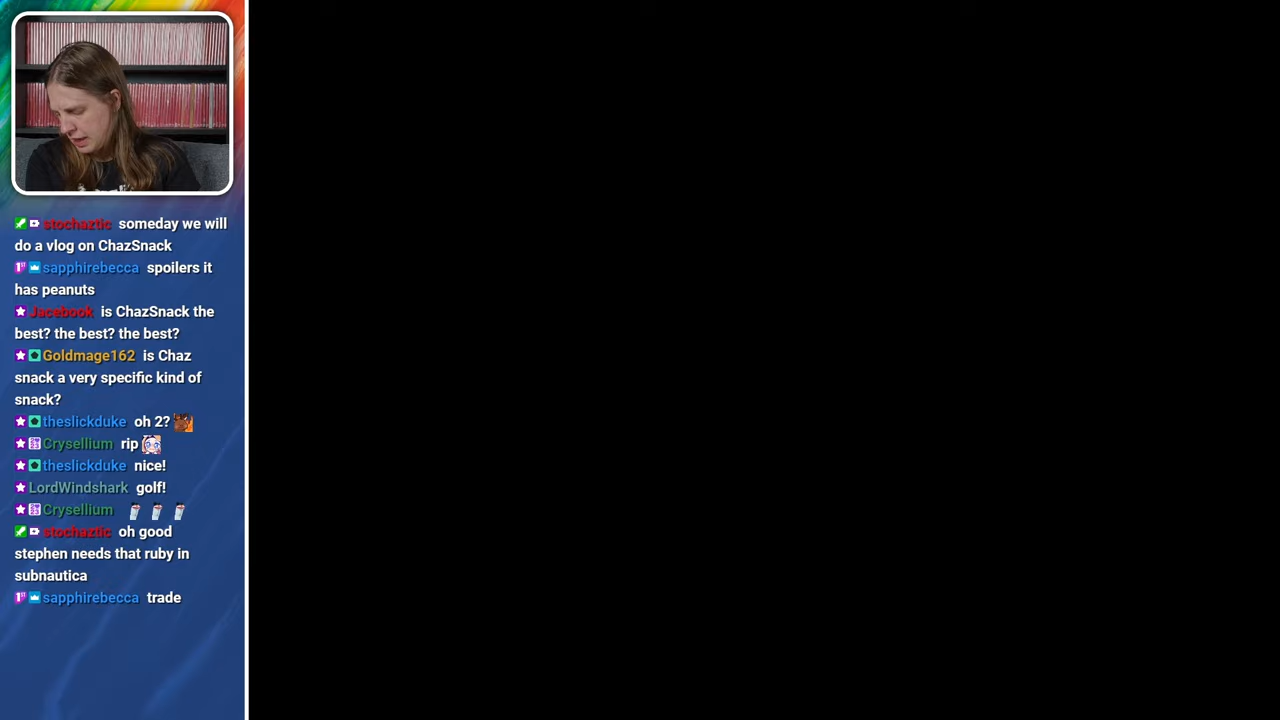 stochaztic someday we will
do a vlog on ChazSnack
sapphirebecca spoilers it
has peanuts
Jacebook is ChazSnack the
best? the best? the best?
Goldmage162 is Chaz
snack a very specific kind of
snack?
theslickduke oh 2?
Crysellium rip
theslickduke nice!
LordWindshark golf!
Crysellium
stochaztic oh good
stephen needs that ruby in
subnautica
sapphirebecca trade